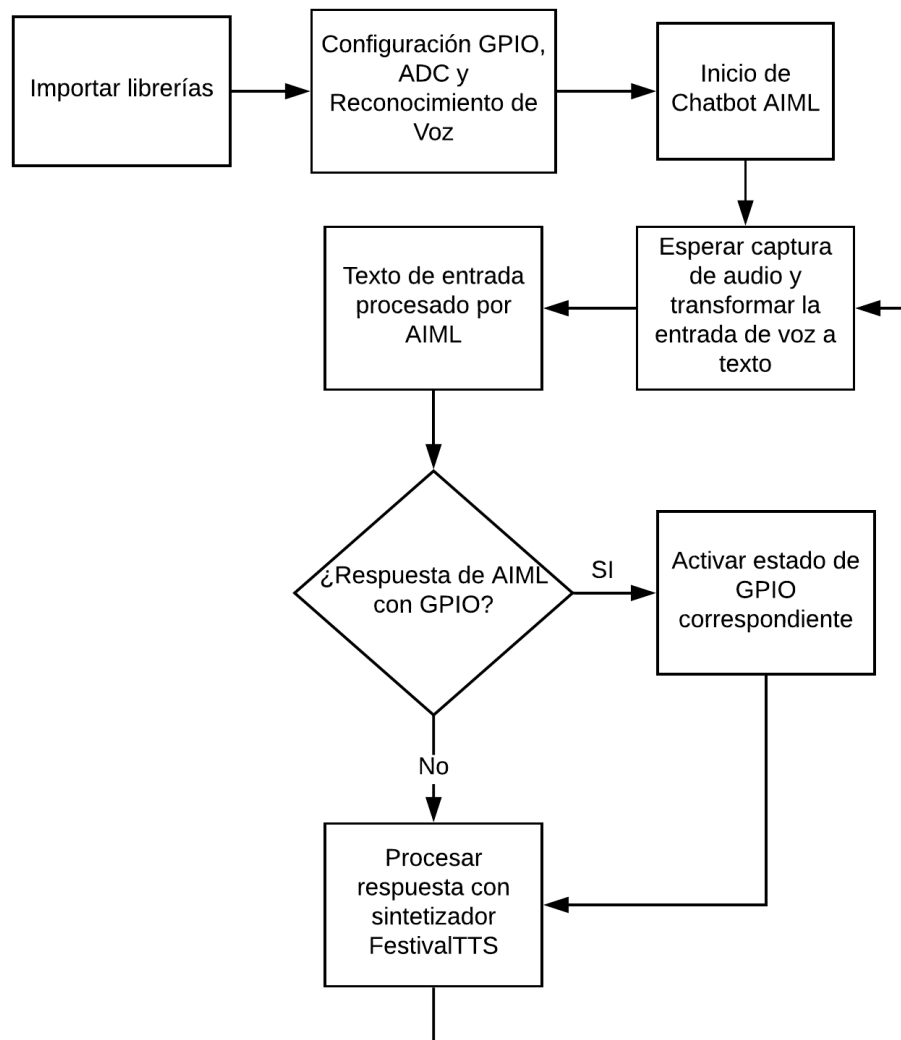 Importar librerías
Configuración GPIO,
ADC y
Reconocimiento de
Voz
Inicio de
Chatbot AIML
Esperar captura
de audio y
transformar la
entrada de voz a
texto
Texto de entrada
procesado por
AIML
¿Respuesta de AIML
con GPIO?
SI
Activar estado de
GPIO
correspondiente
No
Procesar
respuesta con
sintetizador
FestivalTTS